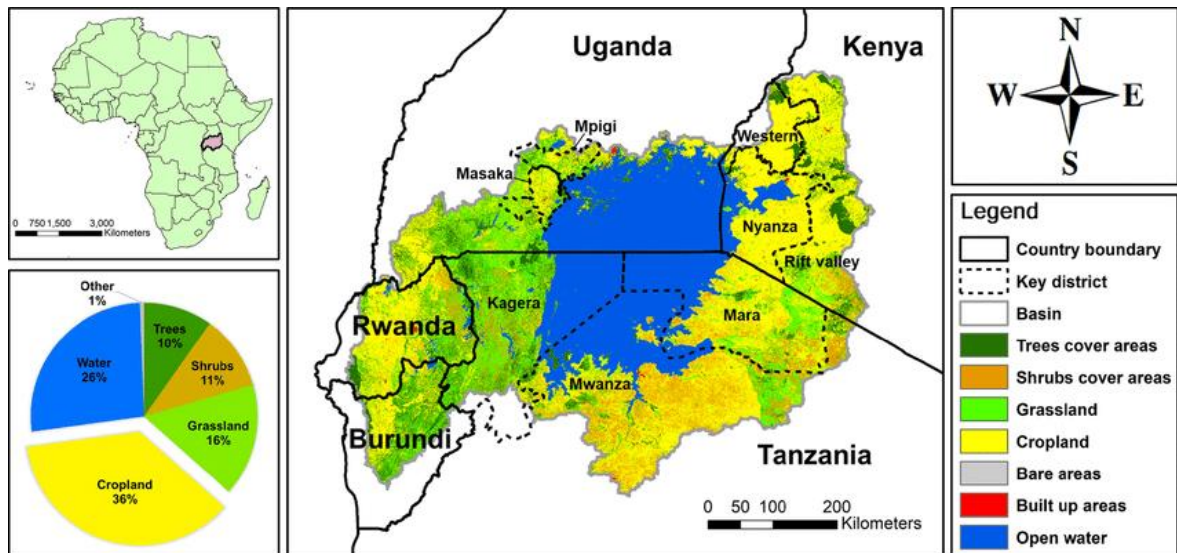 0 750 1,500 3,000
Kilometers
Other
1%
Trees
10%
Shrubs
11%
Grassland
16%
Cropland
36%
Water
26%
Uganda
Kenya
Mpigi
Western
Masaka
Nyanza
Rift valley
Kagera
Rwanda
Mara
Mwanza
Burundi
Tanzania
0 50 100 200
Kilometers
N
W E
S
Legend
Country boundary
Key district
Basin
Trees cover areas
Shrubs cover areas
Grassland
Cropland
Bare areas
Built up areas
Open water